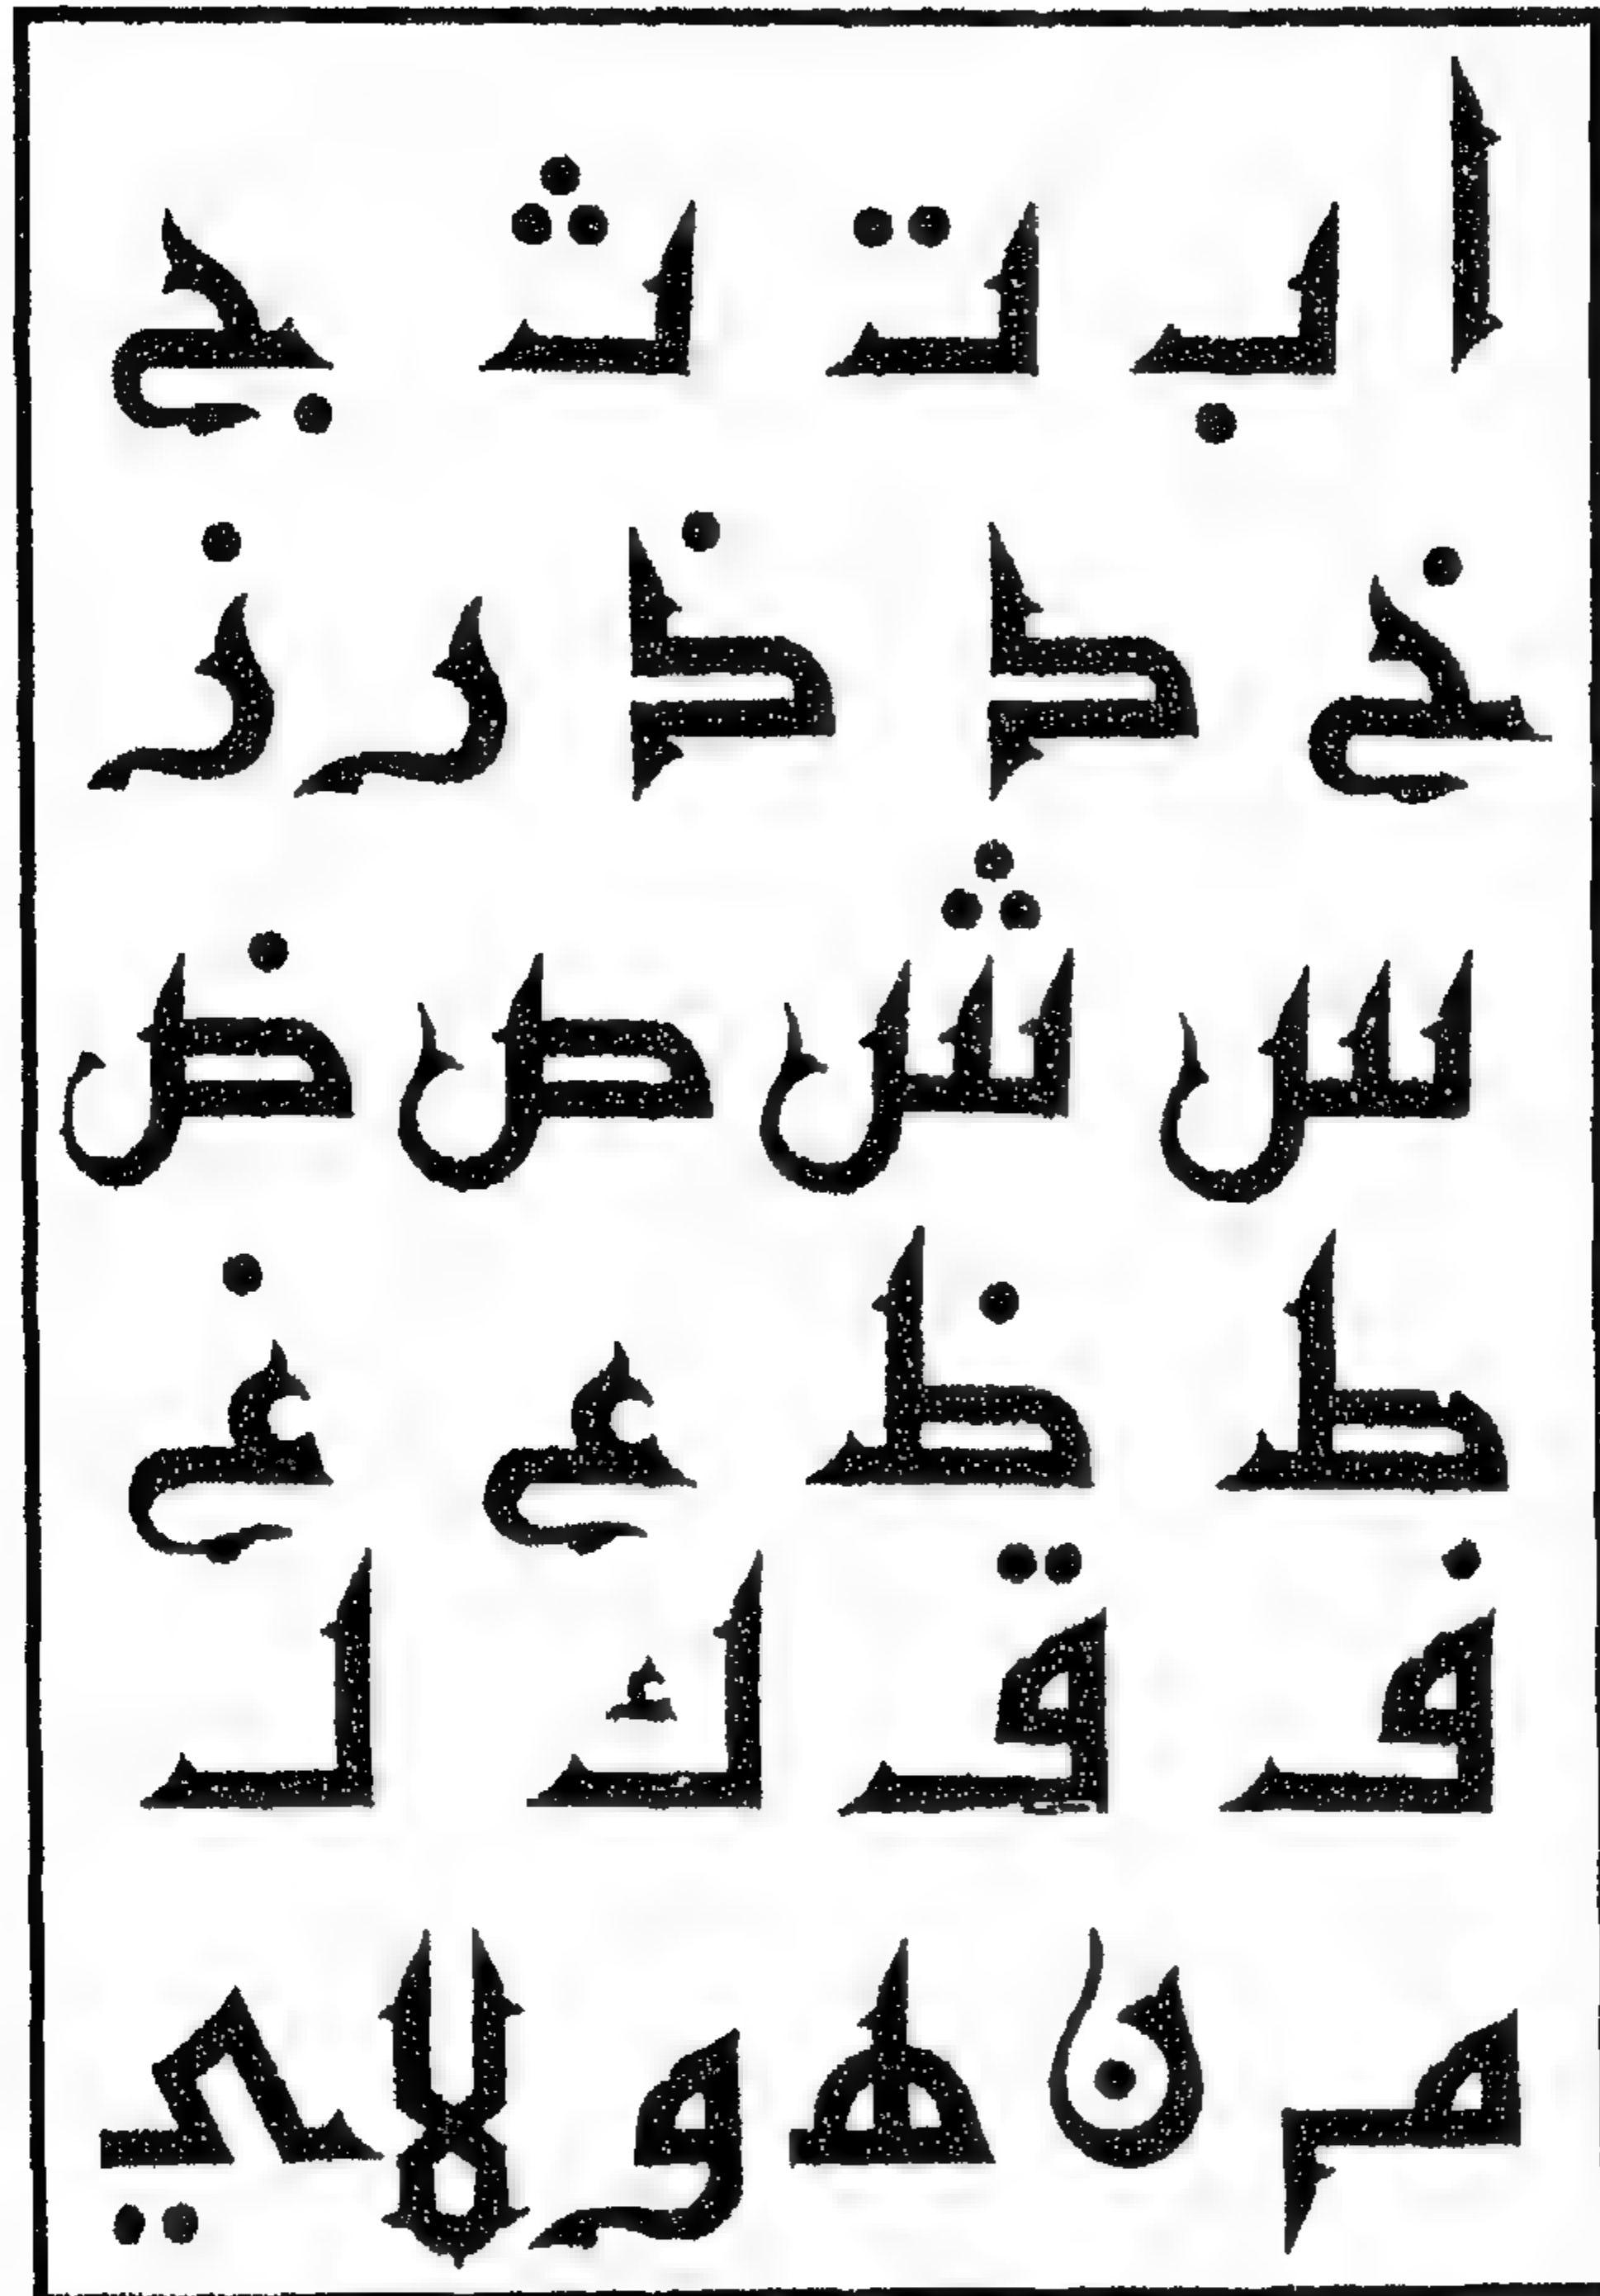 ا ب ت ث ج
خ د ذ ر ز
س ش ص ض
ط ظ ع غ
ف ق ك ل
م ن ه و لا ي